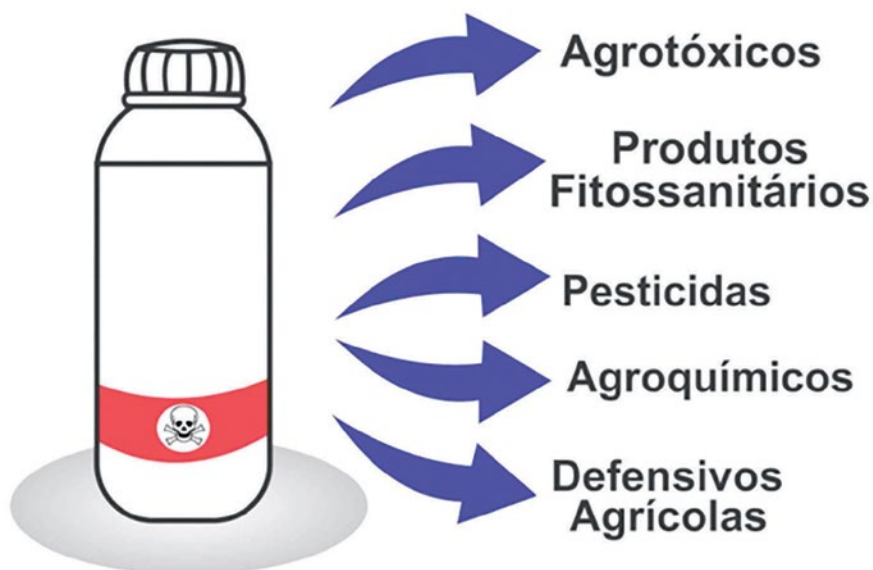 Agrotóxicos
Produtos
Fitossanitários
Pesticidas
Agroquímicos
Defensivos
Agrícolas